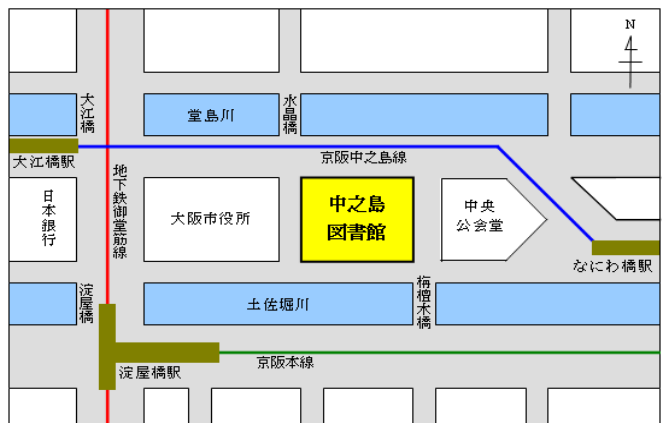 N
大江橋
堂島川
水晶橋
大江橋駅
京阪中之島線
地下鉄御堂筋線
日本
銀行
大阪市役所
中之島
図書館
中央
公会堂
なにわ橋駅
淀屋橋
土佐堀川
栴檀木橋
京阪本線
淀屋橋駅